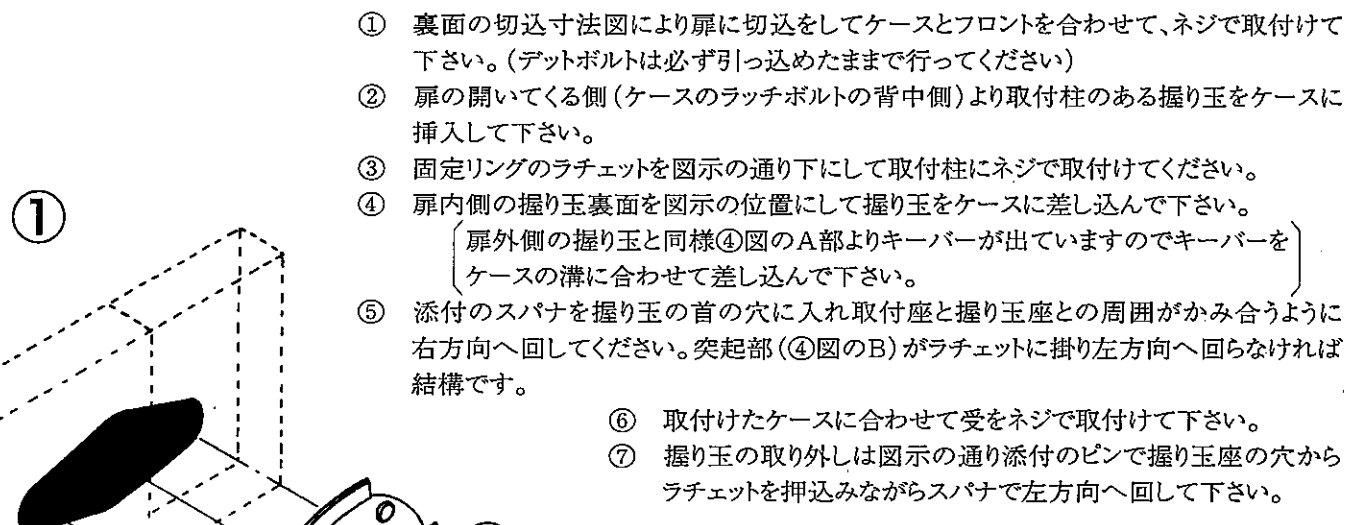 ① 裏面の切込寸法図により扉に切込をしてケースとフロントを合わせて、ネジで取付けて
下さい。(デットボルトは必ず引っ込めたままで行ってください)
② 扉の開いてくる側(ケースのラッチボルトの背中側)より取付柱のある握り玉をケースに
挿入して下さい。
③ 固定リングのラチェットを図示の通り下にして取付柱にネジで取付けてください。
④ 扉内側の握り玉裏面を図示の位置にして握り玉をケースに差し込んで下さい。
(扉外側の握り玉と同様④図のA部よりキーバーが出ていますのでキーバーを
ケースの溝に合わせて差し込んで下さい。)
⑤ 添付のスパナを握り玉の首の穴に入れ取付座と握り玉座との周囲がかみ合うように
右方向へ回してください。突起部(④図のB)がラチェットに掛り左方向へ回らなければ
結構です。
⑥ 取付けたケースに合わせて受をネジで取付けて下さい。
⑦ 握り玉の取り外しは図示の通り添付のピンで握り玉座の穴から
ラチェットを押込みながらスパナで左方向へ回して下さい。
①